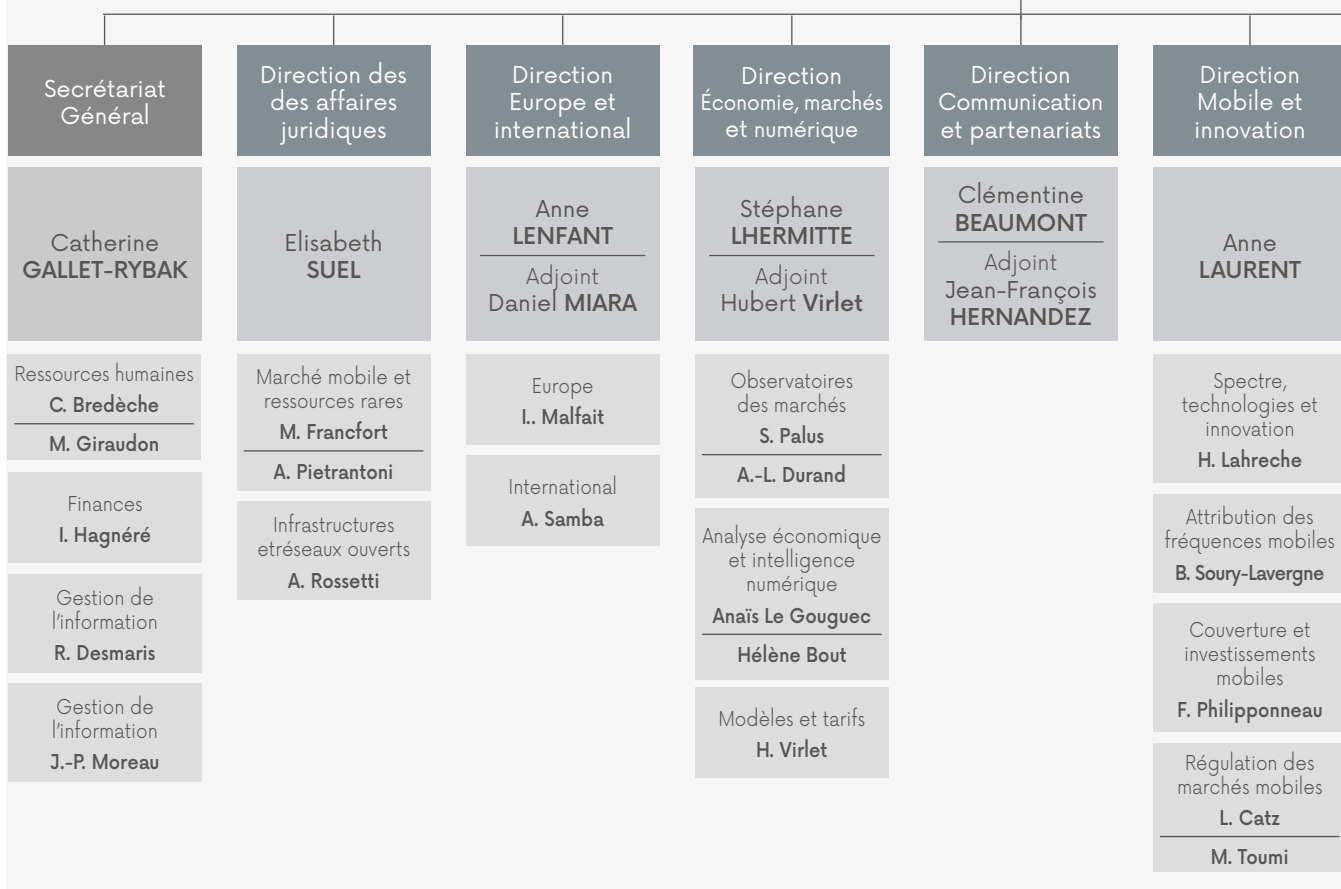 Secrétariat
Général
Catherine
GALLET-RYBAK
Ressources humaines
C. Bredèche
M. Giraudon
Finances
I. Hagnéré
Gestion de
l'information
R. Desmaris
Gestion de
l'information
J.-P. Moreau
Direction des
des affaires
juridiques
Elisabeth
SUEL
Marché mobile et
ressources rares
M. Francfort
A. Pietrantoni
Infrastructures
etréseaux ouverts
A. Rossetti
Direction
Europe et
international
Anne
LENFANT
Adjoint
Daniel MIARA
Europe
I.. Malfait
International
A. Samba
Direction
Économie, marchés
et numérique
Stéphane
LHERMITTE
Adjoint
Hubert Virlet
Observatoires
des marchés
S. Palus
A.-L. Durand
Analyse économique
et intelligence
numérique
Anaïs Le Gouguec
Hélène Bout
Modèles et tarifs
H. Virlet
Direction
Communication
et partenariats
Clémentine
BEAUMONT
Adjoint
Jean-François
HERNANDEZ
Direction
Mobile et
innovation
Anne
LAURENT
Spectre,
technologies et
innovation
H. Lahreche
Attribution des
fréquences mobiles
B. Soury-Lavergne
Couverture et
investissements
mobiles
F. Philipponneau
Régulation des
marchés mobiles
L. Catz
M. Toumi